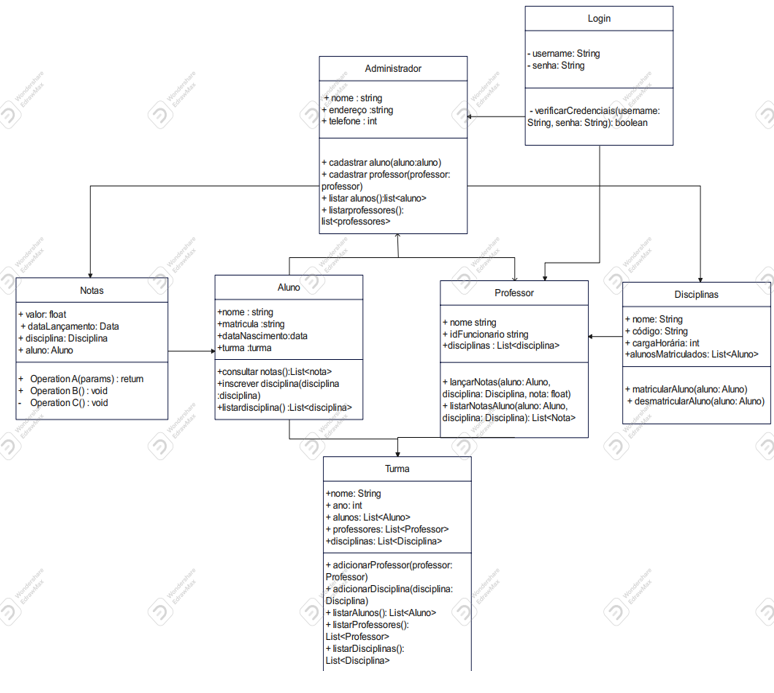 Login
- username: String
- senha: String
- verificarCredenciais(username:
String, senha: String): boolean
Administrador
+ nome : string
+ endereço :string
+ telefone : int
+ cadastrar aluno(aluno:aluno)
+ cadastrar professor(professor:
professor)
+ listar alunos():list<aluno>
+ listarprofessores():
list<professores>
Notas
+ valor: float
+ dataLançamento: Data
+ disciplina: Disciplina
+ aluno: Aluno
+ Operation A(params) : return
+ Operation B() : void
- Operation C() : void
Aluno
+nome : string
+matricula :string
+dataNascimento:data
+turma :turma
+consultar notas():List<nota>
+inscrever disciplina(disciplina
:disciplina)
+listardisciplina() :List<disciplina>
Professor
+ nome string
+ idFuncionario string
+disciplinas : List<disciplina>
+ lançarNotas(aluno: Aluno,
disciplina: Disciplina, nota: float)
+ listarNotasAluno(aluno: Aluno,
disciplina: Disciplina): List<Nota>
Disciplinas
+ nome: String
+ código: String
+ cargaHorária: int
+alunosMatriculados: List<Aluno>
+ matricularAluno(aluno: Aluno)
+ desmatricularAluno(aluno: Aluno)
Turma
+nome: String
+ ano: int
+ alunos: List<Aluno>
+ professores: List<Professor>
+disciplinas: List<Disciplina>
+ adicionarProfessor(professor:
Professor)
+ adicionarDisciplina(disciplina:
Disciplina)
+ listarAlunos(): List<Aluno>
+ listarProfessores():
List<Professor>
+ listarDisciplinas():
List<Disciplina>
Wondershare
EdrawMax